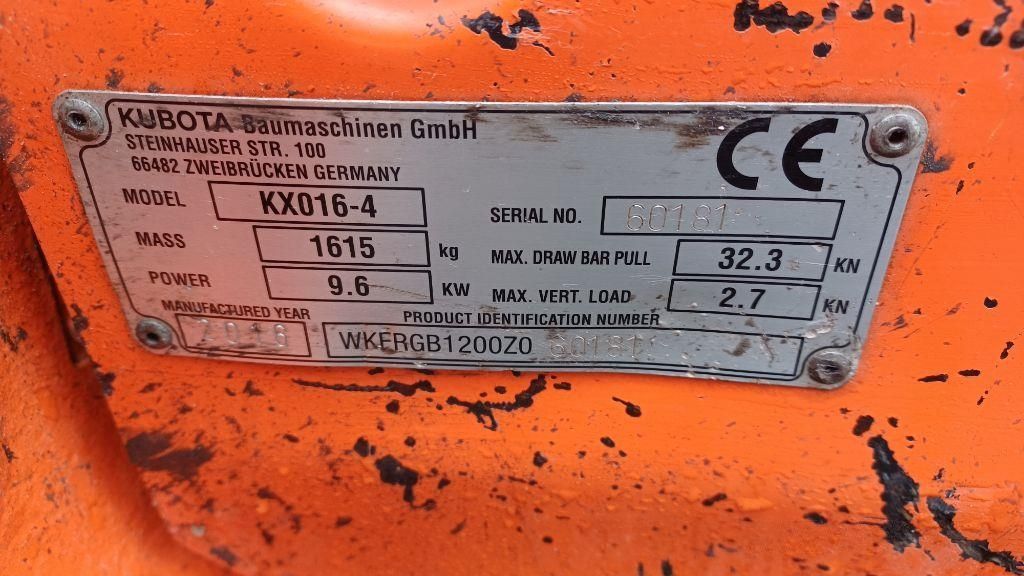 KUBOTA Baumaschinen GmbH
STEINHAUSER STR. 100
66482 ZWEIBRÜCKEN GERMANY
CE
MODEL KX016-4
SERIAL NO. 60181
MASS 1615 kg
MAX. DRAW BAR PULL 32.3 KN
POWER 9.6 KW
MAX. VERT. LOAD 2.7 KN
MANUFACTURED YEAR 2016
PRODUCT IDENTIFICATION NUMBER
WKERGB1200Z0 60181